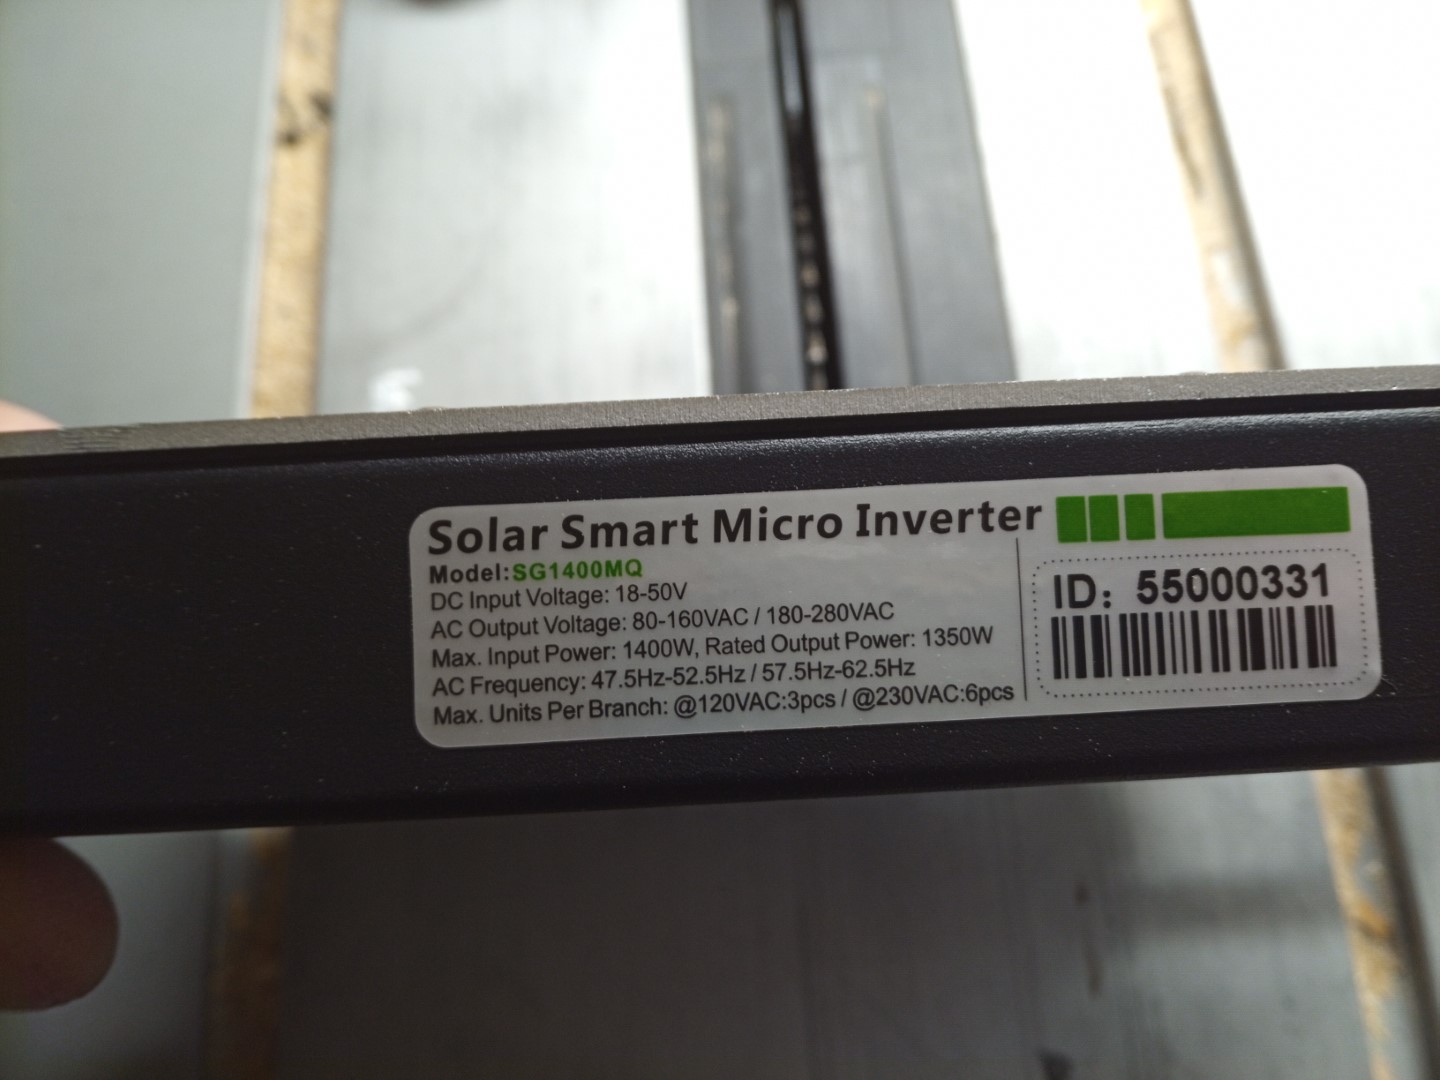 Solar Smart Micro Inverter
Model:SG1400MQ
DC Input Voltage: 18-50V
AC Output Voltage: 80-160VAC / 180-280VAC
Max. Input Power: 1400W, Rated Output Power: 1350W
AC Frequency: 47.5Hz-52.5Hz / 57.5Hz-62.5Hz
Max. Units Per Branch: @120VAC:3pcs / @230VAC:6pcs
ID: 55000331